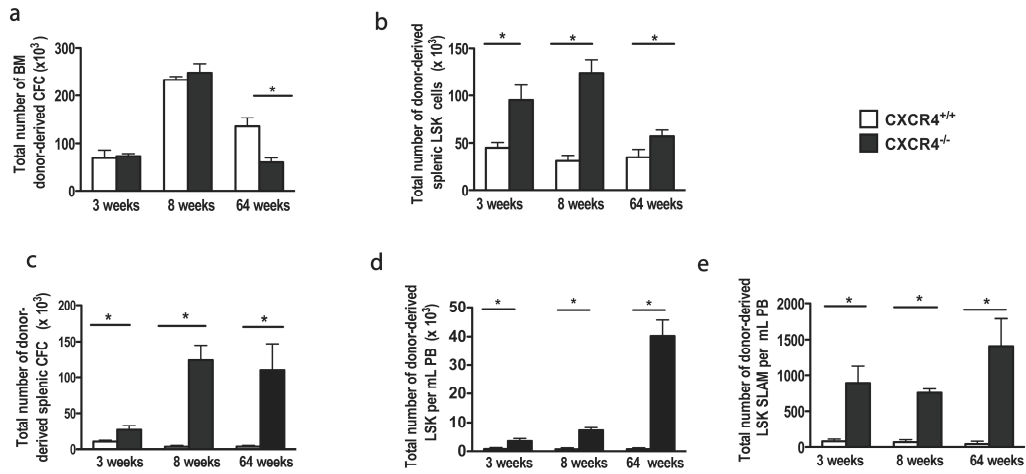 a
Total number of BM
donor-derived CFC (x10³)
300
200
100
0
*
3 weeks 8 weeks 64 weeks
b
Total number of donor-derived
splenic LSK cells (x 10³)
150
100
50
0
* * *
3 weeks 8 weeks 64 weeks
CXCR4+/+
CXCR4-/-
c
Total number of donor-
derived splenic CFC (x 10³)
200
150
100
50
0
* * *
3 weeks 8 weeks 64 weeks
d
Total number of donor-derived
LSK per mL PB (x 10³)
50
40
30
20
10
0
* * *
3 weeks 8 weeks 64 weeks
e
Total number of donor-derived
LSK SLAM per mL PB
2000
1500
1000
500
0
* * *
3 weeks 8 weeks 64 weeks